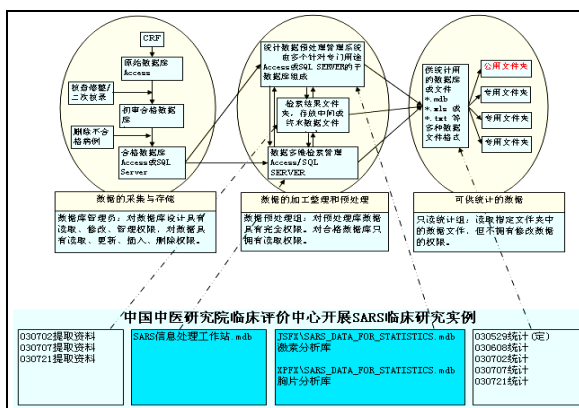 CRF
原始数据库
Access
核查修整/
二次核录
初审合格数据
库
删除不合
格病例
合格数据库
Access或SQL
Server
统计数据预处理管理系统
在多个针对专门用途
Access或SQL SERVER的子
数据库组成
检索结果文件
夹,存放中间或
终末数据文件
数据多维检索管理
Access/SQL
SERVER
供统计用
的数据库
或文件
*.mdb
*.xls 或
*.txt 等
多种数据
文件格式
公用文件夹
专用文件夹
专用文件夹
专用文件夹
数据的采集与存储
数据库管理员:对数据库设计具有
读取、修改、管理权限,对数据具
有读取、更新、插入、删除权限。
数据的加工整理和预处理
数据预处理组:对预处理库数据
具有完全权限。对合格数据库只
拥有读取权限。
可供统计的数据
只读统计组:读取指定文件夹中
的数据文件,但不拥有修改数据
的权限。
中国中医研究院临床评价中心开展SARS临床研究实例
030702提取资料
030707提取资料
030721提取资料
SARS信息处理工作站.mdb
JSFX\SARS_DATA_FOR_STATISTICS.mdb
激素分析库
XPFX\SARS_DATA_FOR_STATISTICS.mdb
胸片分析库
030529统计(定)
030608统计
030702统计
030707统计
030721统计